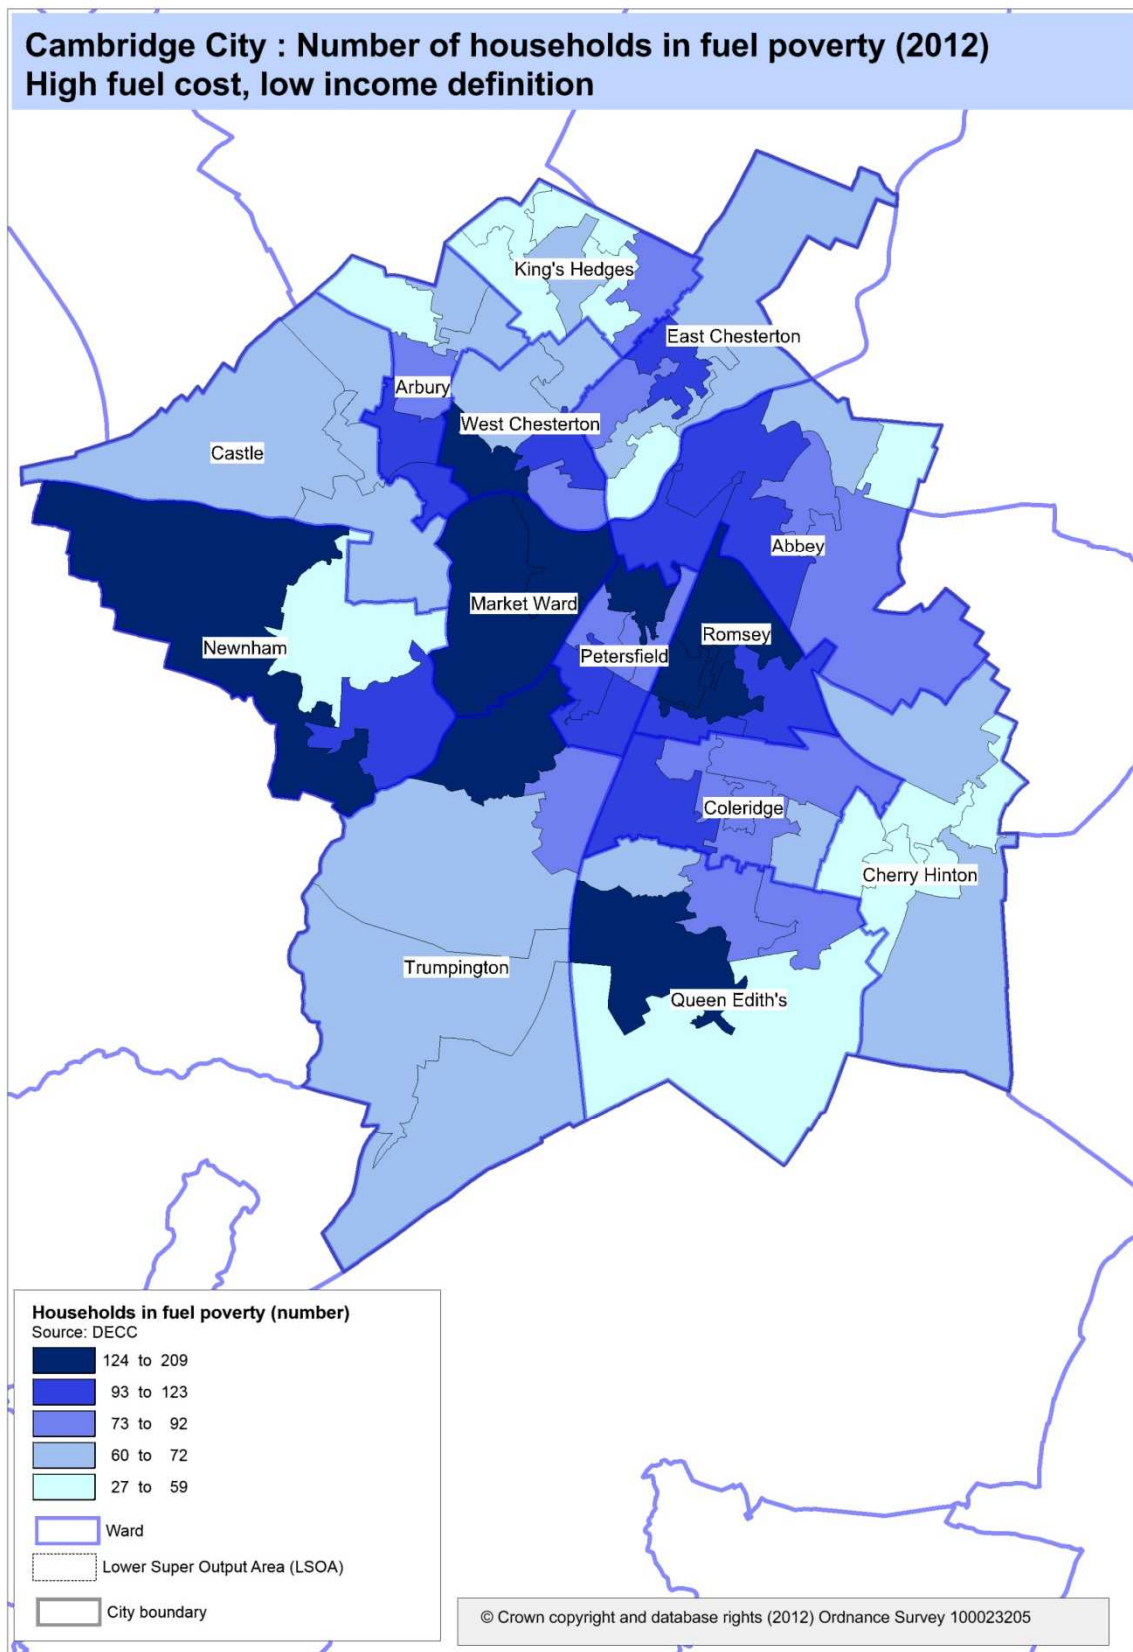 Cambridge City : Number of households in fuel poverty (2012)
High fuel cost, low income definition
King's Hedges
East Chesterton
Arbury
West Chesterton
Castle
Abbey
Market Ward
Romsey
Newnham
Petersfield
Coleridge
Cherry Hinton
Trumpington
Queen Edith's
Households in fuel poverty (number)
Source: DECC
124 to 209
93 to 123
73 to 92
60 to 72
27 to 59
Ward
Lower Super Output Area (LSOA)
City boundary
© Crown copyright and database rights (2012) Ordnance Survey 100023205